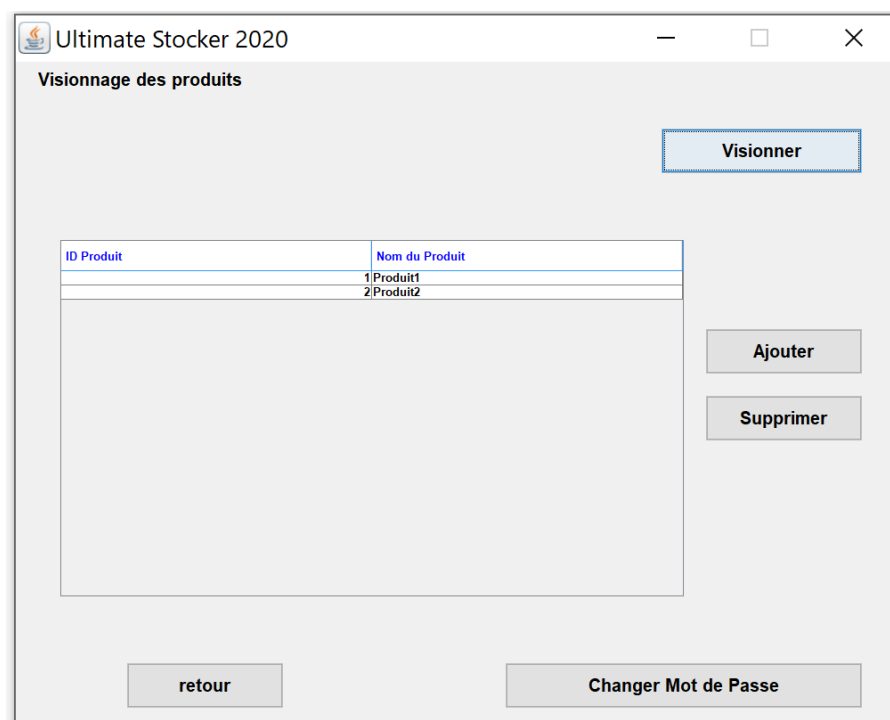 Ultimate Stocker 2020
Visionnage des produits
Visionner
ID Produit Nom du Produit
1 Produit1
2 Produit2
Ajouter
Supprimer
retour Changer Mot de Passe